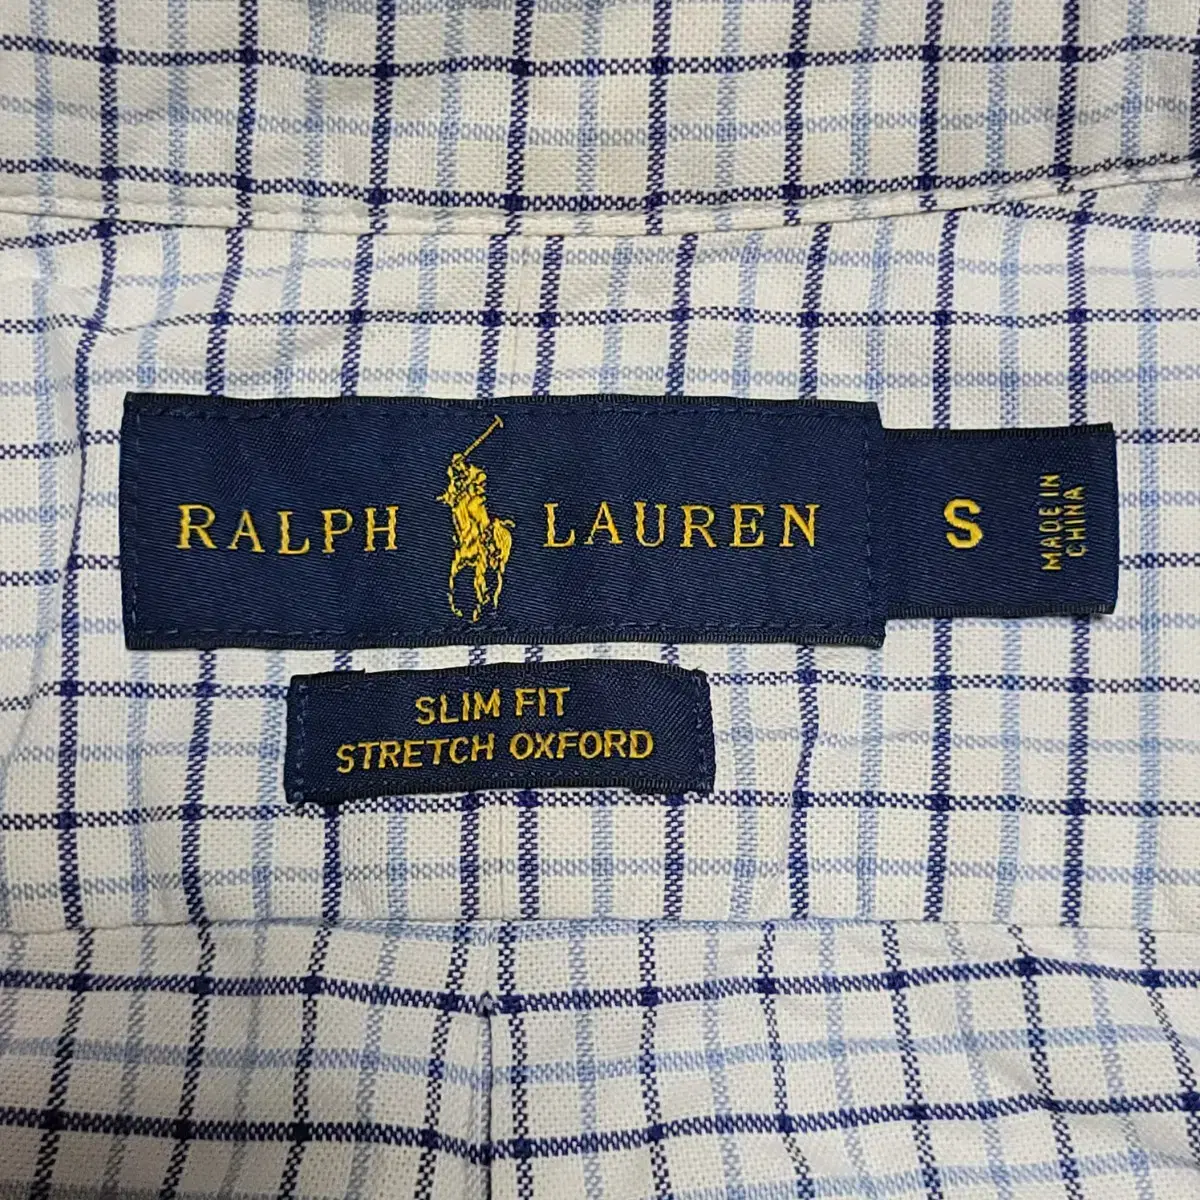 RALPH LAUREN
S
MADE IN
CHINA
SLIM FIT
STRETCH OXFORD